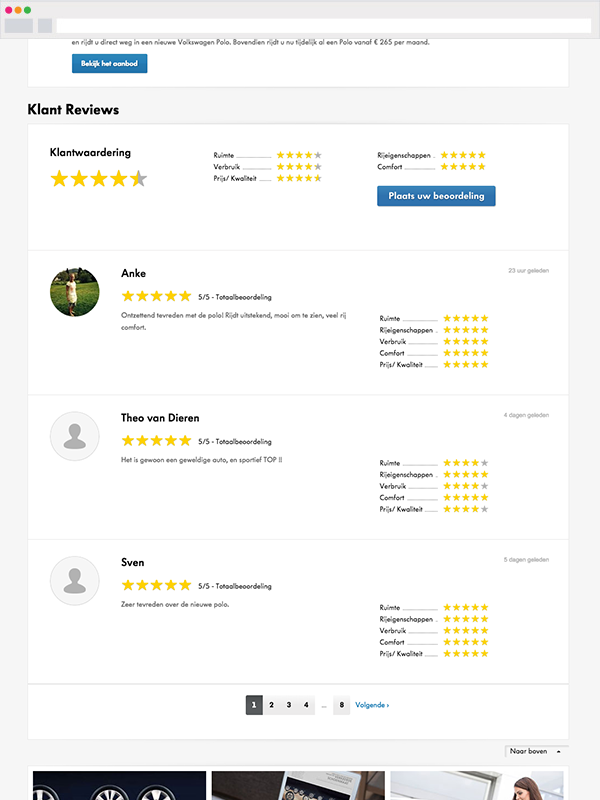 en rijdt u direct weg in een nieuwe Volkswagen Polo. Bovendien rijdt u nu tijdelijk al een Polo vanaf € 265 per maand.
Bekijk het aanbod
Klant Reviews
Klantwaardering
Ruimte
Verbruik
Prijs/ Kwaliteit
Rijeigenschappen
Comfort
Plaats uw beoordeling
Anke
23 uur geleden
5/5 - Totaalbeoordeling
Ontzettend tevreden met de polo! Rijdt uitstekend, mooi om te zien, veel rij
comfort.
Ruimte
Rijeigenschappen
Verbruik
Comfort
Prijs/ Kwaliteit
Theo van Dieren
4 dagen geleden
5/5 - Totaalbeoordeling
Het is gewoon een geweldige auto, en sportief TOP !!
Ruimte
Rijeigenschappen
Verbruik
Comfort
Prijs/ Kwaliteit
Sven
5 dagen geleden
5/5 - Totaalbeoordeling
Zeer tevreden over de nieuwe polo.
Ruimte
Rijeigenschappen
Verbruik
Comfort
Prijs/ Kwaliteit
1 2 3 4 ... 8 Volgende ›
Naar boven